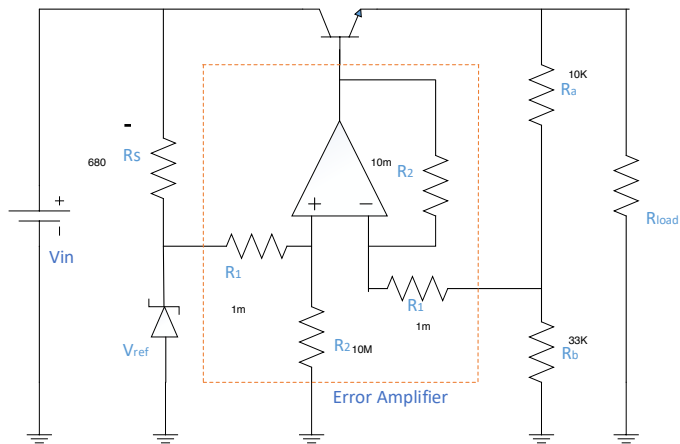 10K
Ra
-
680
Rs
10m
R2
+
−
Rload
+
−
Vin
R1
1m
R1
1m
Vref
R2
10M
33K
Rb
Error Amplifier